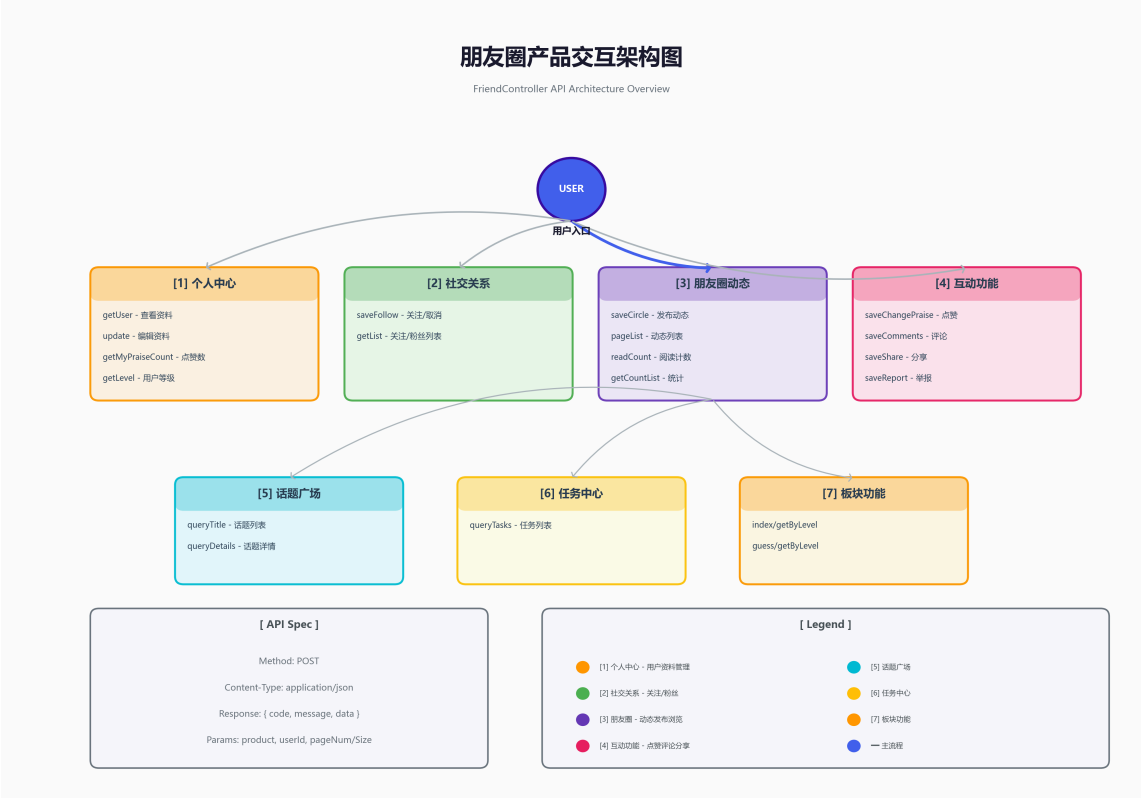 朋友圈产品交互架构图
FriendController API Architecture Overview
USER
用户入口
[1] 个人中心
getUser - 查看资料
update - 编辑资料
getMyPraiseCount - 点赞数
getLevel - 用户等级
[2] 社交关系
saveFollow - 关注/取消
getList - 关注/粉丝列表
[3] 朋友圈动态
saveCircle - 发布动态
pageList - 动态列表
readCount - 阅读计数
getCountList - 统计
[4] 互动功能
saveChangePraise - 点赞
saveComments - 评论
saveShare - 分享
saveReport - 举报
[5] 话题广场
queryTitle - 话题列表
queryDetails - 话题详情
[6] 任务中心
queryTasks - 任务列表
[7] 板块功能
index/getByLevel
guess/getByLevel
[ API Spec ]
Method: POST
Content-Type: application/json
Response: { code, message, data }
Params: product, userId, pageNum/Size
[ Legend ]
[1] 个人中心 - 用户资料管理
[2] 社交关系 - 关注/粉丝
[3] 朋友圈 - 动态发布浏览
[4] 互动功能 - 点赞评论分享
[5] 话题广场
[6] 任务中心
[7] 板块功能
━ 主流程